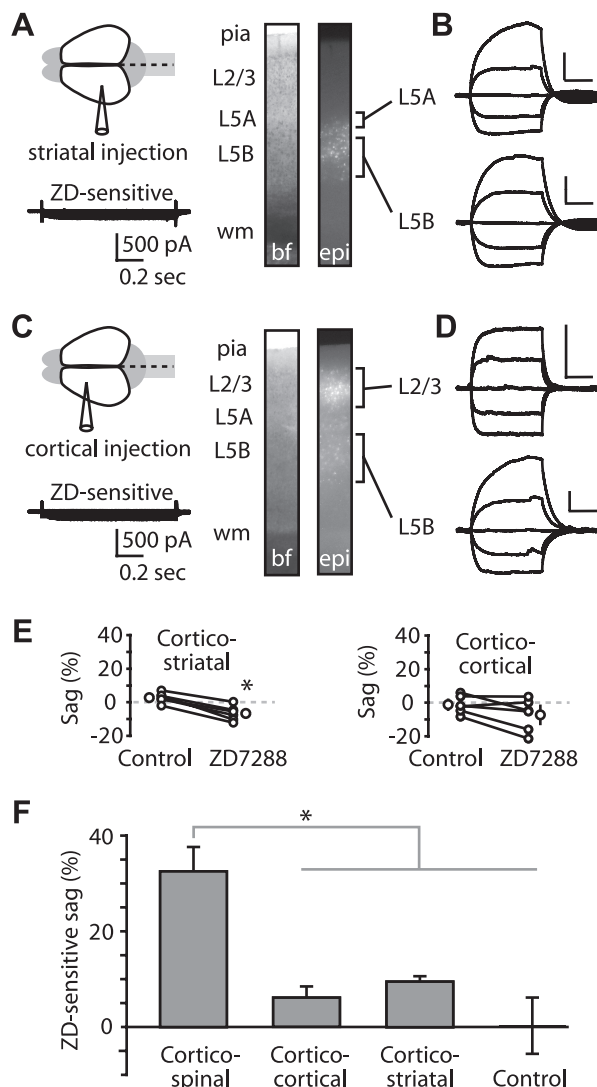 A
B
pia
L2/3
L5A
L5B
wm
bf
epi
L5A
L5B
striatal injection
ZD-sensitive
500 pA
0.2 sec
C
D
pia
L2/3
L5A
L5B
wm
bf
epi
L2/3
L5B
cortical injection
ZD-sensitive
500 pA
0.2 sec
E
Sag (%)
40
20
0
-20
Cortico-
striatal
*
Control
ZD7288
Sag (%)
40
20
0
-20
Cortico-
cortical
Control
ZD7288
F
ZD-sensitive sag (%)
40
20
0
*
Cortico-
spinal
Cortico-
cortical
Cortico-
striatal
Control